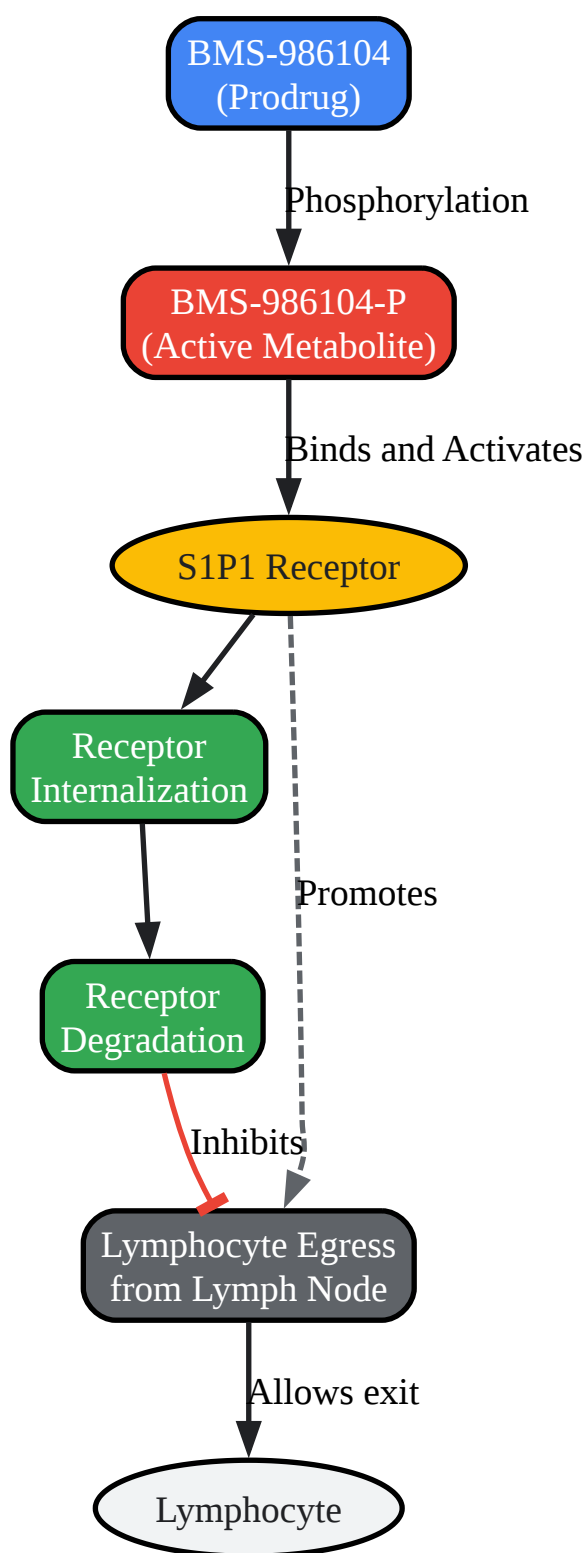 BMS-986104
(Prodrug)
Phosphorylation
BMS-986104-P
(Active Metabolite)
Binds and Activates
S1P1 Receptor
Receptor
Internalization
Promotes
Receptor
Degradation
Inhibits
Lymphocyte Egress
from Lymph Node
Allows exit
Lymphocyte